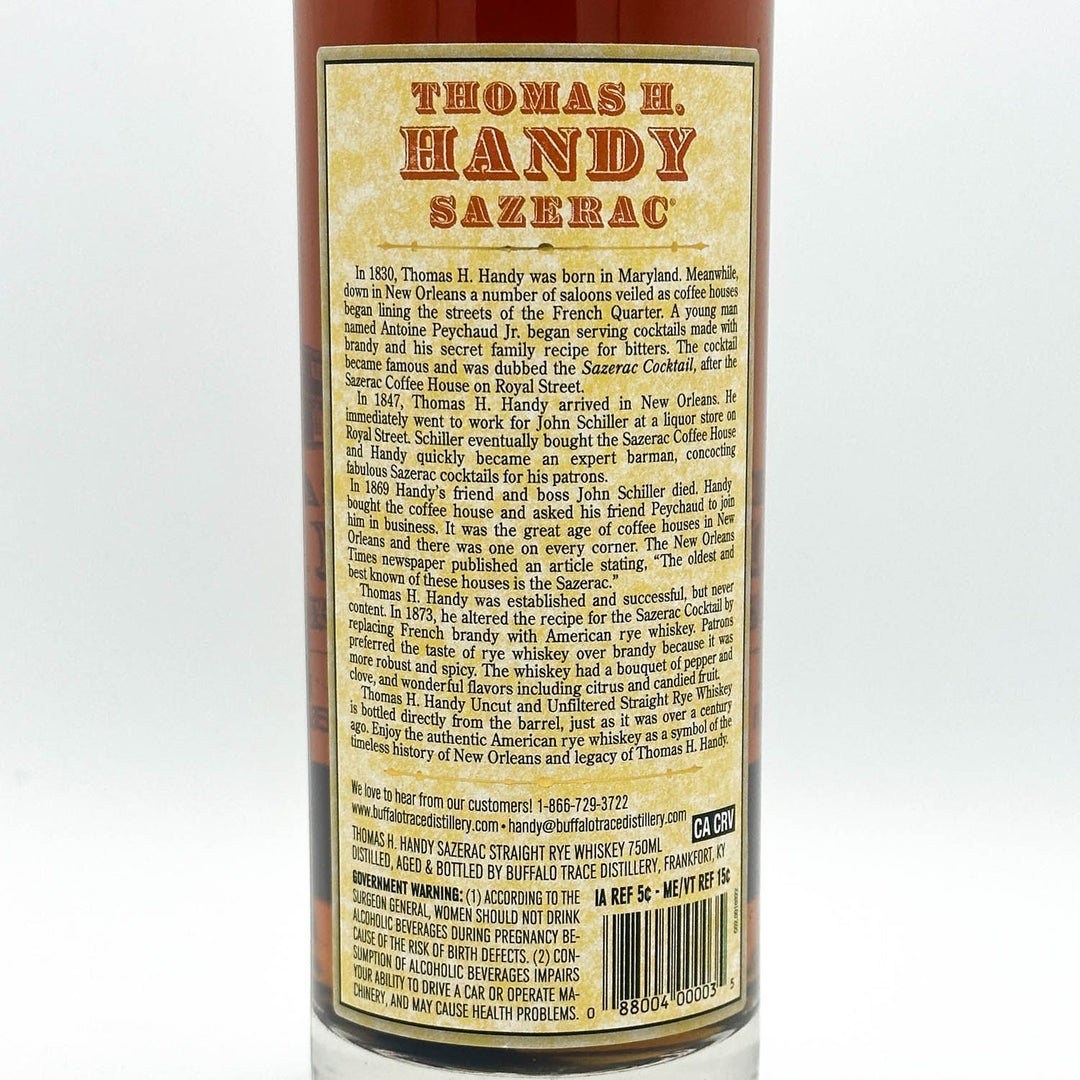 THOMAS H.
HANDY
SAZERAC®
In 1830, Thomas H. Handy was born in Maryland. Meanwhile,
down in New Orleans a number of saloons veiled as coffee houses
began lining the streets of the French Quarter. A young man
named Antoine Peychaud Jr. began serving cocktails made with
brandy and his secret family recipe for bitters. The cocktail
became famous and was dubbed the Sazerac Cocktail, after the
Sazerac Coffee House on Royal Street.
In 1847, Thomas H. Handy arrived in New Orleans. He
immediately went to work for John Schiller at a liquor store on
Royal Street. Schiller eventually bought the Sazerac Coffee House
and Handy quickly became an expert barman, concocting
fabulous Sazerac cocktails for his patrons.
In 1869 Handy's friend and boss John Schiller died. Handy
bought the coffee house and asked his friend Peychaud to join
him in business. It was the great age of coffee houses in New
Orleans and there was one on every corner. The New Orleans
Times newspaper published an article stating, “The oldest and
best known of these houses is the Sazerac.”
Thomas H. Handy was established and successful, but never
content. In 1873, he altered the recipe for the Sazerac Cocktail by
replacing French brandy with American rye whiskey. Patrons
preferred the taste of rye whiskey over brandy because it was
more robust and spicy. The whiskey had a bouquet of pepper and
clove, and wonderful flavors including citrus and candied fruit.
Thomas H. Handy Uncut and Unfiltered Straight Rye Whiskey
is bottled directly from the barrel, just as it was over a century
ago. Enjoy the authentic American rye whiskey as a symbol of the
timeless history of New Orleans and legacy of Thomas H. Handy.
We love to hear from our customers! 1-866-729-3722
www.buffalotracedistillery.com • handy@buffalotracedistillery.com
CA CRV
THOMAS H. HANDY SAZERAC STRAIGHT RYE WHISKEY 750ML
DISTILLED, AGED & BOTTLED BY BUFFALO TRACE DISTILLERY, FRANKFORT, KY
IA REF 5¢ - ME/VT REF 15¢
GOVERNMENT WARNING: (1) ACCORDING TO THE
SURGEON GENERAL, WOMEN SHOULD NOT DRINK
ALCOHOLIC BEVERAGES DURING PREGNANCY BE-
CAUSE OF THE RISK OF BIRTH DEFECTS. (2) CON-
SUMPTION OF ALCOHOLIC BEVERAGES IMPAIRS
YOUR ABILITY TO DRIVE A CAR OR OPERATE MA-
CHINERY, AND MAY CAUSE HEALTH PROBLEMS.
0 88004 00003 5